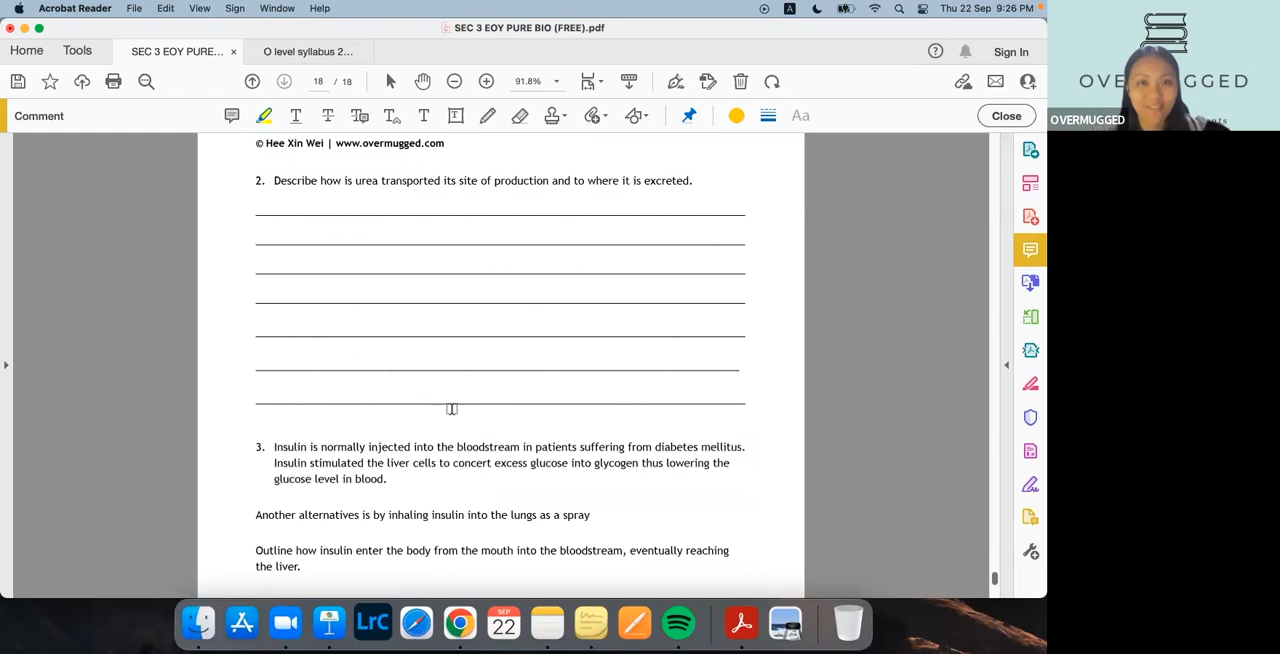 Acrobat Reader File Edit View Sign Window Help A Thu 22 Sep 9:26 PM
SEC 3 EOY PURE BIO (FREE).pdf
Home Tools SEC 3 EOY PURE... × O level syllabus 2... Sign In
18 / 18 91.8%
Comment Aa Close
© Hee Xin Wei | www.overmugged.com
2. Describe how is urea transported its site of production and to where it is excreted.
3. Insulin is normally injected into the bloodstream in patients suffering from diabetes mellitus.
Insulin stimulated the liver cells to concert excess glucose into glycogen thus lowering the
glucose level in blood.
Another alternatives is by inhaling insulin into the lungs as a spray
Outline how insulin enter the body from the mouth into the bloodstream, eventually reaching
the liver.
LrC
SEP
22
OVERMUGGED